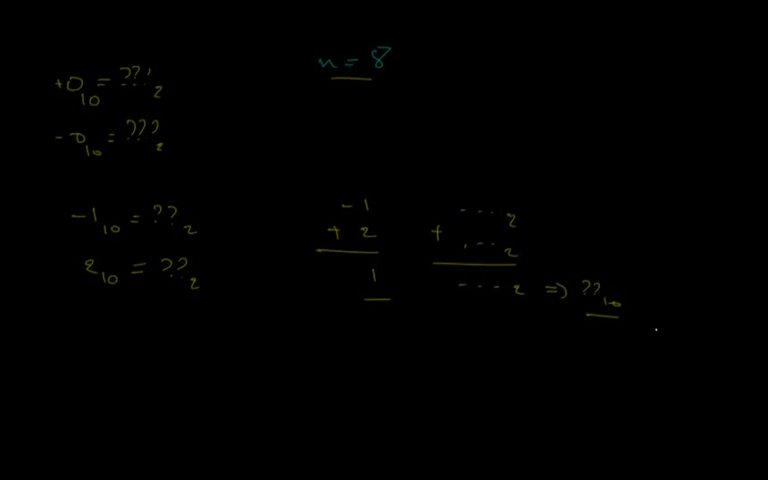 n = 8
+0₁₀ = ???₂
-0₁₀ = ???₂
-1₁₀ = ??₂
2₁₀ = ??₂
-1
+ 2
1
- - - ₂
+ - - - ₂
- - - ₂ => ??₁₀